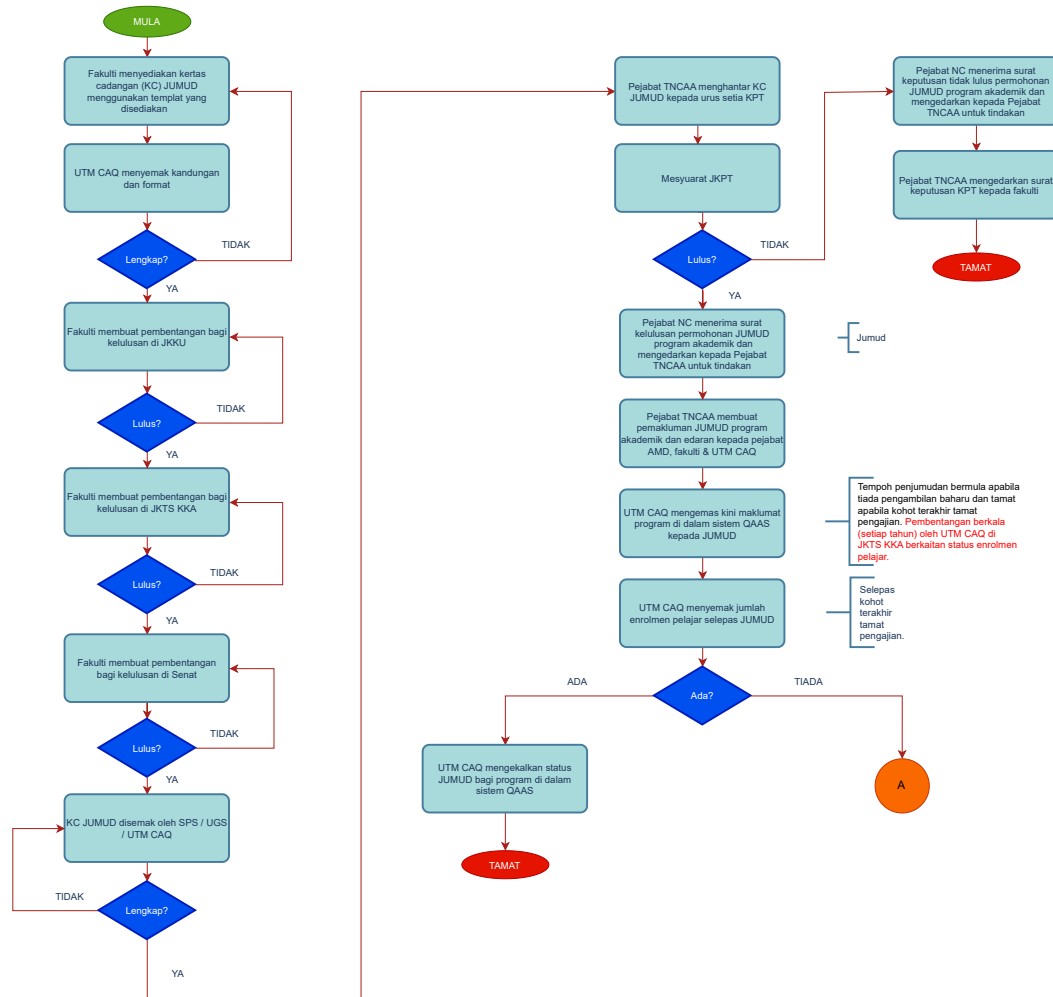 MULA
Fakulti menyediakan kertas
cadangan (KC) JUMUD
menggunakan templat yang
disediakan
UTM CAQ menyemak kandungan
dan format
Lengkap?
TIDAK
YA
Fakulti membuat pembentangan bagi
kelulusan di JKKU
Lulus?
TIDAK
YA
Fakulti membuat pembentangan bagi
kelulusan di JKTS KKA
Lulus?
TIDAK
YA
Fakulti membuat pembentangan
bagi kelulusan di Senat
Lulus?
TIDAK
YA
KC JUMUD disemak oleh SPS / UGS
/ UTM CAQ
Lengkap?
TIDAK
YA
Pejabat TNCAA menghantar KC
JUMUD kepada urus setia KPT
Mesyuarat JKPT
Lulus?
TIDAK
YA
Pejabat NC menerima surat
keputusan tidak lulus permohonan
JUMUD program akademik dan
mengedarkan kepada Pejabat
TNCAA untuk tindakan
Pejabat TNCAA mengedarkan surat
keputusan KPT kepada fakulti
TAMAT
Pejabat NC menerima surat
kelulusan permohonan JUMUD
program akademik dan
mengedarkan kepada Pejabat
TNCAA untuk tindakan
Jumud
Pejabat TNCAA membuat
pemakluman JUMUD program
akademik dan edaran kepada pejabat
AMD, fakulti & UTM CAQ
UTM CAQ mengemas kini maklumat
program di dalam sistem QAAS
kepada JUMUD
Tempoh penjumudan bermula apabila
tiada pengambilan baharu dan tamat
apabila kohot terakhir tamat
pengajian. Pembentangan berkala
(setiap tahun) oleh UTM CAQ di
JKTS KKA berkaitan status enrolmen
pelajar.
UTM CAQ menyemak jumlah
enrolmen pelajar selepas JUMUD
Selepas
kohot
terakhir
tamat
pengajian.
Ada?
ADA
TIADA
UTM CAQ mengekalkan status
JUMUD bagi program di dalam
sistem QAAS
A
TAMAT